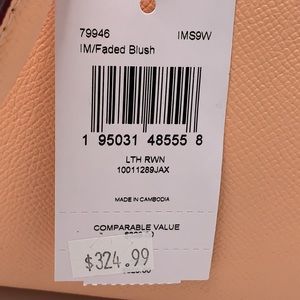 79946 IMS9W
IM/Faded Blush
1 95031 48555 8
LTH RWN
10011289JAX
MADE IN CAMBODIA
COMPARABLE VALUE
$324.99